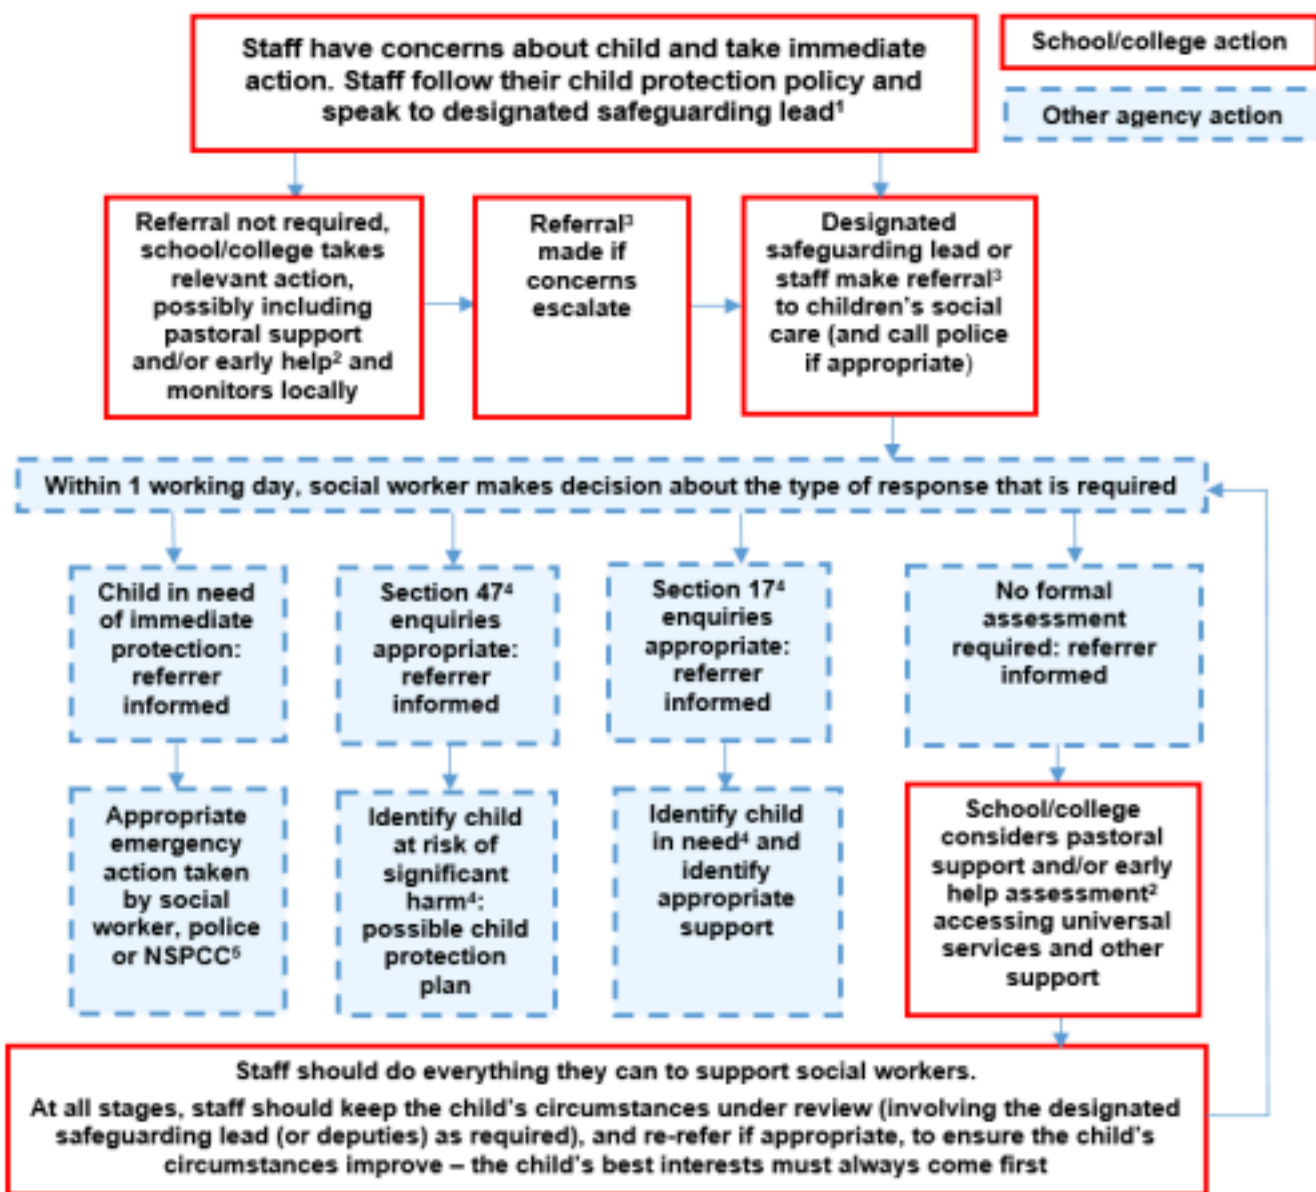 Staff have concerns about child and take immediate
action. Staff follow their child protection policy and
speak to designated safeguarding lead¹
School/college action
Other agency action
Referral not required,
school/college takes
relevant action,
possibly including
pastoral support
and/or early help² and
monitors locally
Referral³
made if
concerns
escalate
Designated
safeguarding lead or
staff make referral³
to children's social
care (and call police
if appropriate)
Within 1 working day, social worker makes decision about the type of response that is required
Child in need
of immediate
protection:
referrer
informed
Section 47⁴
enquiries
appropriate:
referrer
informed
Section 17⁴
enquiries
appropriate:
referrer
informed
No formal
assessment
required: referrer
informed
Appropriate
emergency
action taken
by social
worker, police
or NSPCC⁵
Identify child
at risk of
significant
harm⁴:
possible child
protection
plan
Identify child
in need⁴ and
identify
appropriate
support
School/college
considers pastoral
support and/or early
help assessment²
accessing universal
services and other
support
Staff should do everything they can to support social workers.
At all stages, staff should keep the child's circumstances under review (involving the designated
safeguarding lead (or deputies) as required), and re-refer if appropriate, to ensure the child's
circumstances improve – the child's best interests must always come first